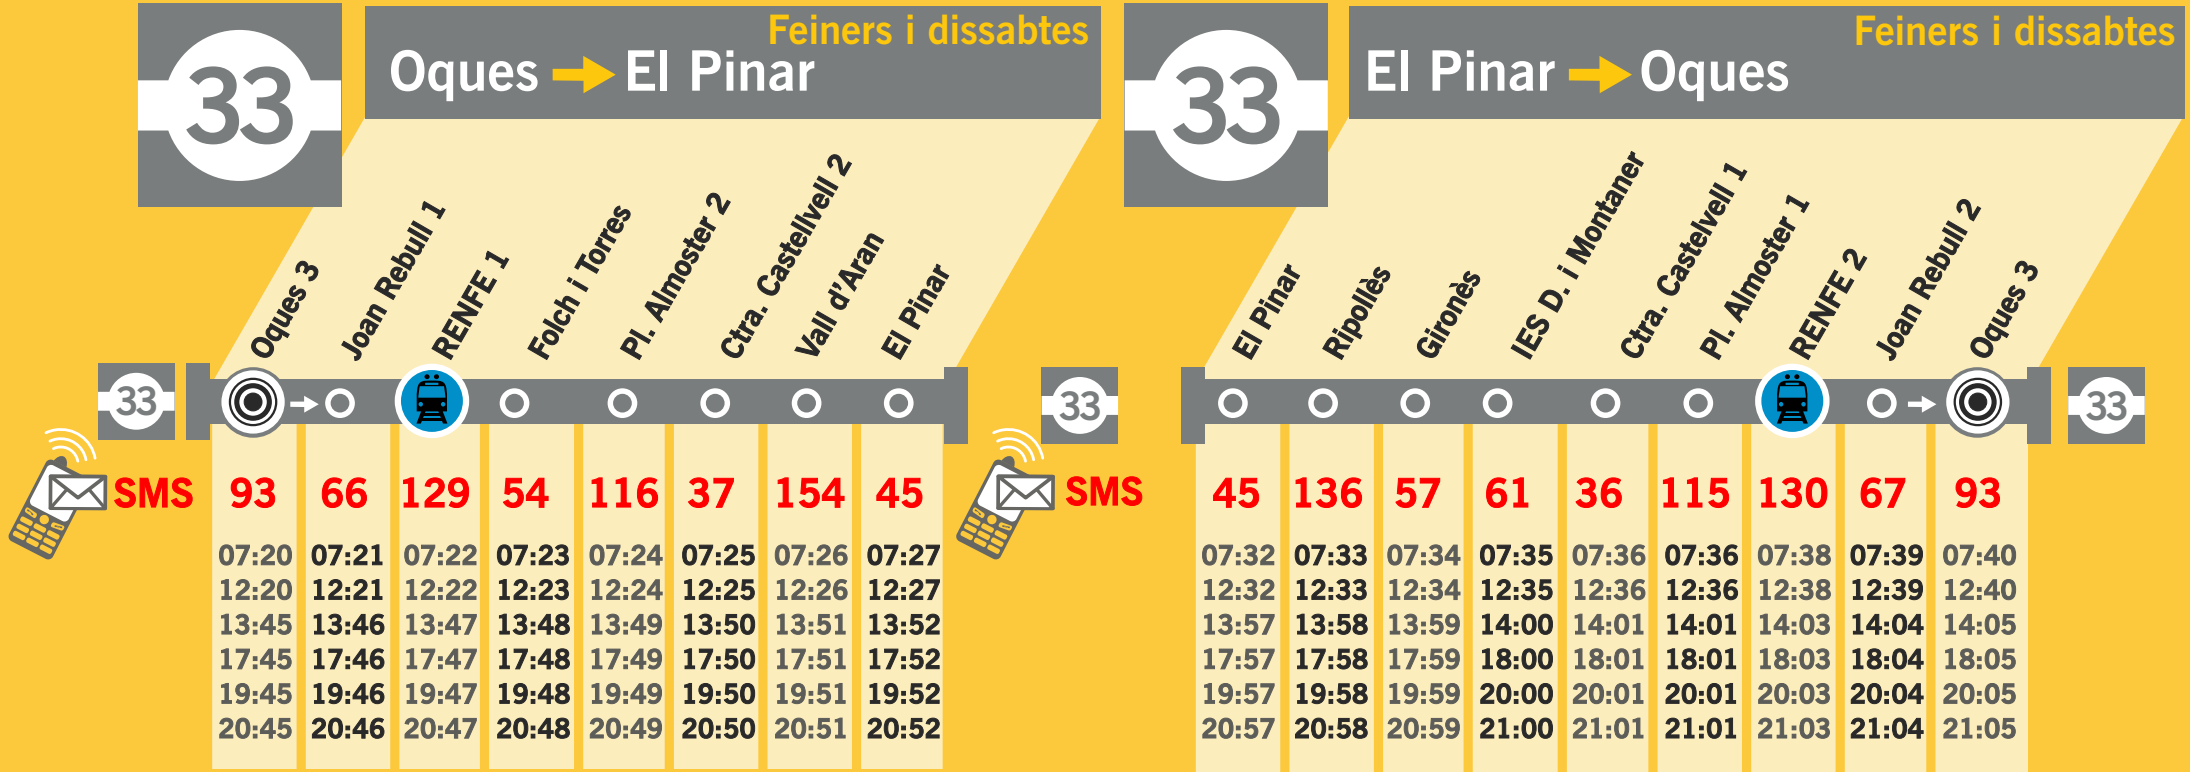 33
Feiners i dissabtes
Oques El Pinar
Oques 3
Joan Rebull 1
RENFE 1
Folch i Torres
Pl. Almoster 2
Ctra. Castellvell 2
Vall d'Aran
El Pinar
33
SMS 93 66 129 54 116 37 154 45
07:20 07:21 07:22 07:23 07:24 07:25 07:26 07:27
12:20 12:21 12:22 12:23 12:24 12:25 12:26 12:27
13:45 13:46 13:47 13:48 13:49 13:50 13:51 13:52
17:45 17:46 17:47 17:48 17:49 17:50 17:51 17:52
19:45 19:46 19:47 19:48 19:49 19:50 19:51 19:52
20:45 20:46 20:47 20:48 20:49 20:50 20:51 20:52
33
Feiners i dissabtes
El Pinar Oques
El Pinar
Ripollès
Gironès
IES D. i Montaner
Ctra. Castelvell 1
Pl. Almoster 1
RENFE 2
Joan Rebull 2
Oques 3
33
33
SMS 45 136 57 61 36 115 130 67 93
07:32 07:33 07:34 07:35 07:36 07:36 07:38 07:39 07:40
12:32 12:33 12:34 12:35 12:36 12:36 12:38 12:39 12:40
13:57 13:58 13:59 14:00 14:01 14:01 14:03 14:04 14:05
17:57 17:58 17:59 18:00 18:01 18:01 18:03 18:04 18:05
19:57 19:58 19:59 20:00 20:01 20:01 20:03 20:04 20:05
20:57 20:58 20:59 21:00 21:01 21:01 21:03 21:04 21:05